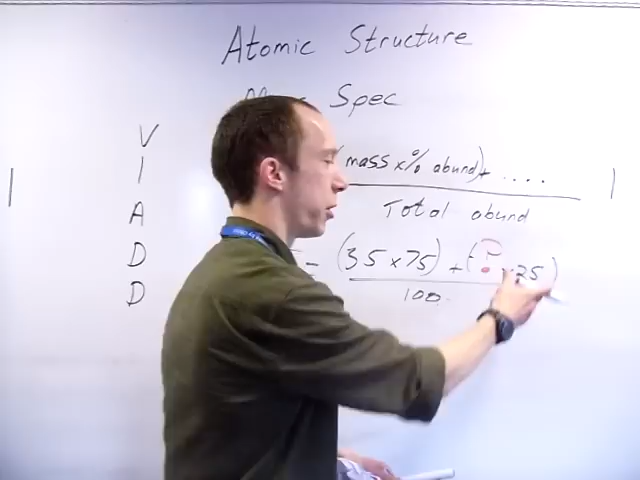 Atomic Structure
Spec
V
I
A
D
D
(mass x % abund) + ....
Total abund
= (35 x 75) + (? x 25)
100